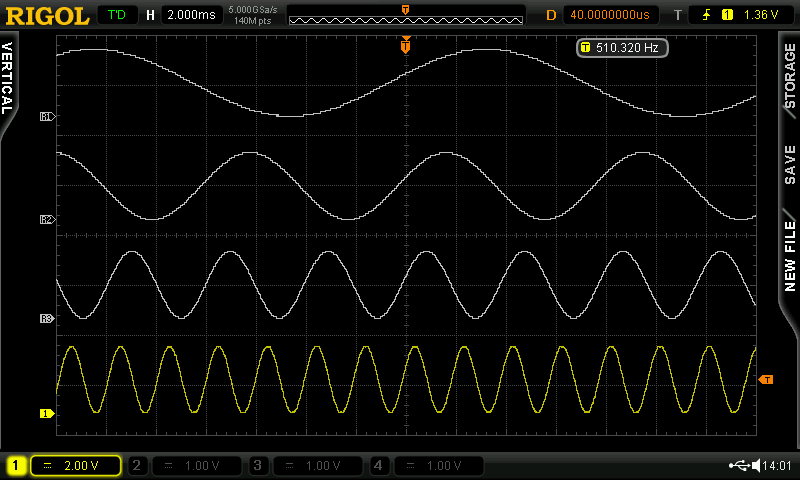 RIGOL T'D H 2.000ms 5.000GSa/s 140M pts T D 40.0000000us T 1 1.36 V
T
T 510.320 Hz
VERTICAL
STORAGE
SAVE
NEW FILE
R1
R2
R3
T
1
1 2.00 V 2 1.00 V 3 1.00 V 4 1.00 V 14:01